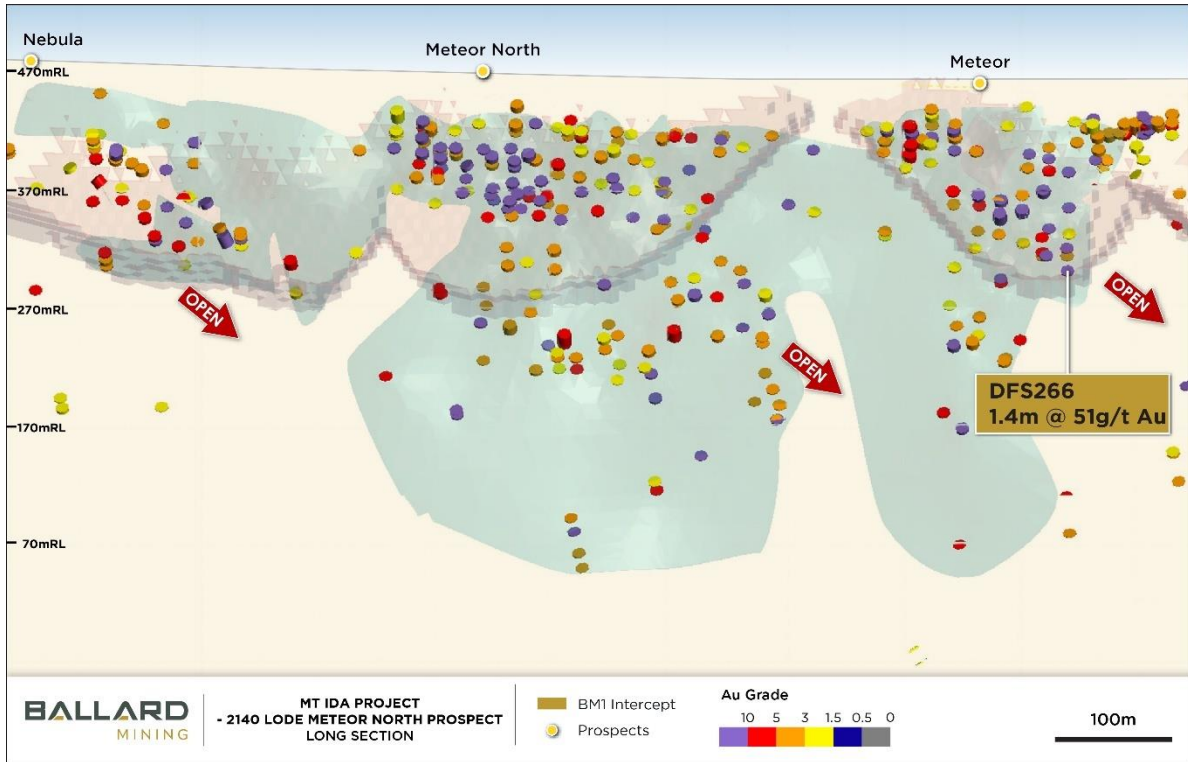 Nebula
Meteor North
Meteor
470mRL
370mRL
270mRL
170mRL
70mRL
OPEN
OPEN
OPEN
DFS266
1.4m @ 51g/t Au
BALLARD
MINING
MT IDA PROJECT
- 2140 LODE METEOR NORTH PROSPECT
LONG SECTION
BM1 Intercept
Prospects
Au Grade
10 5 3 1.5 0.5 0
100m